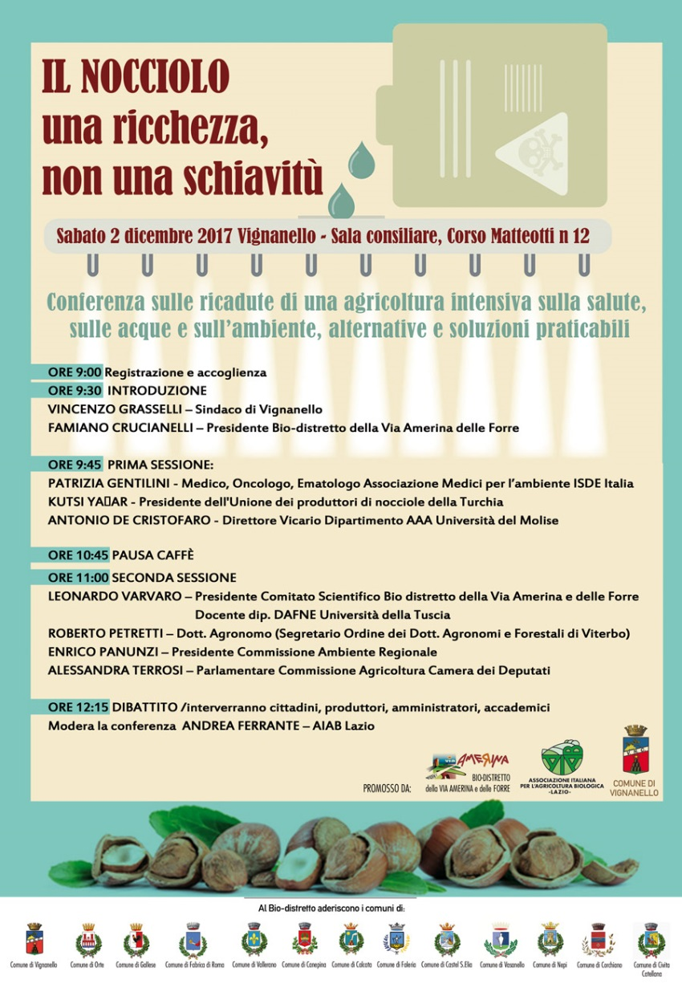 IL NOCCIOLO
una ricchezza,
non una schiavitù
Sabato 2 dicembre 2017 Vignanello - Sala consiliare, Corso Matteotti n 12
Conferenza sulle ricadute di una agricoltura intensiva sulla salute,
sulle acque e sull'ambiente, alternative e soluzioni praticabili
ORE 9:00 Registrazione e accoglienza
ORE 9:30 INTRODUZIONE
VINCENZO GRASSELLI – Sindaco di Vignanello
FAMIANO CRUCIANELLI – Presidente Bio-distretto della Via Amerina delle Forre
ORE 9:45 PRIMA SESSIONE:
PATRIZIA GENTILINI - Medico, Oncologo, Ematologo Associazione Medici per l'ambiente ISDE Italia
KUTSI YA▯AR - Presidente dell'Unione dei produttori di nocciole della Turchia
ANTONIO DE CRISTOFARO - Direttore Vicario Dipartimento AAA Università del Molise
ORE 10:45 PAUSA CAFFÈ
ORE 11:00 SECONDA SESSIONE
LEONARDO VARVARO – Presidente Comitato Scientifico Bio distretto della Via Amerina e delle Forre
Docente dip. DAFNE Università della Tuscia
ROBERTO PETRETTI – Dott. Agronomo (Segretario Ordine dei Dott. Agronomi e Forestali di Viterbo)
ENRICO PANUNZI – Presidente Commissione Ambiente Regionale
ALESSANDRA TERROSI – Parlamentare Commissione Agricoltura Camera dei Deputati
ORE 12:15 DIBATTITO /interverranno cittadini, produttori, amministratori, accademici
Modera la conferenza ANDREA FERRANTE – AIAB Lazio
PROMOSSO DA:
VIA AMERINA
BIO-DISTRETTO
della VIA AMERINA e delle FORRE
ASSOCIAZIONE ITALIANA
PER L'AGRICOLTURA BIOLOGICA
-LAZIO-
COMUNE DI
VIGNANELLO
Al Bio-distretto aderiscono i comuni di:
Comune di Vignanello
Comune di Orte
Comune di Gallese
Comune di Fabrica di Roma
Comune di Vallerano
Comune di Canepina
Comune di Calcata
Comune di Faleria
Comune di Castel S.Elia
Comune di Vasanello
Comune di Nepi
Comune di Corchiano
Comune di Civita
Castellana